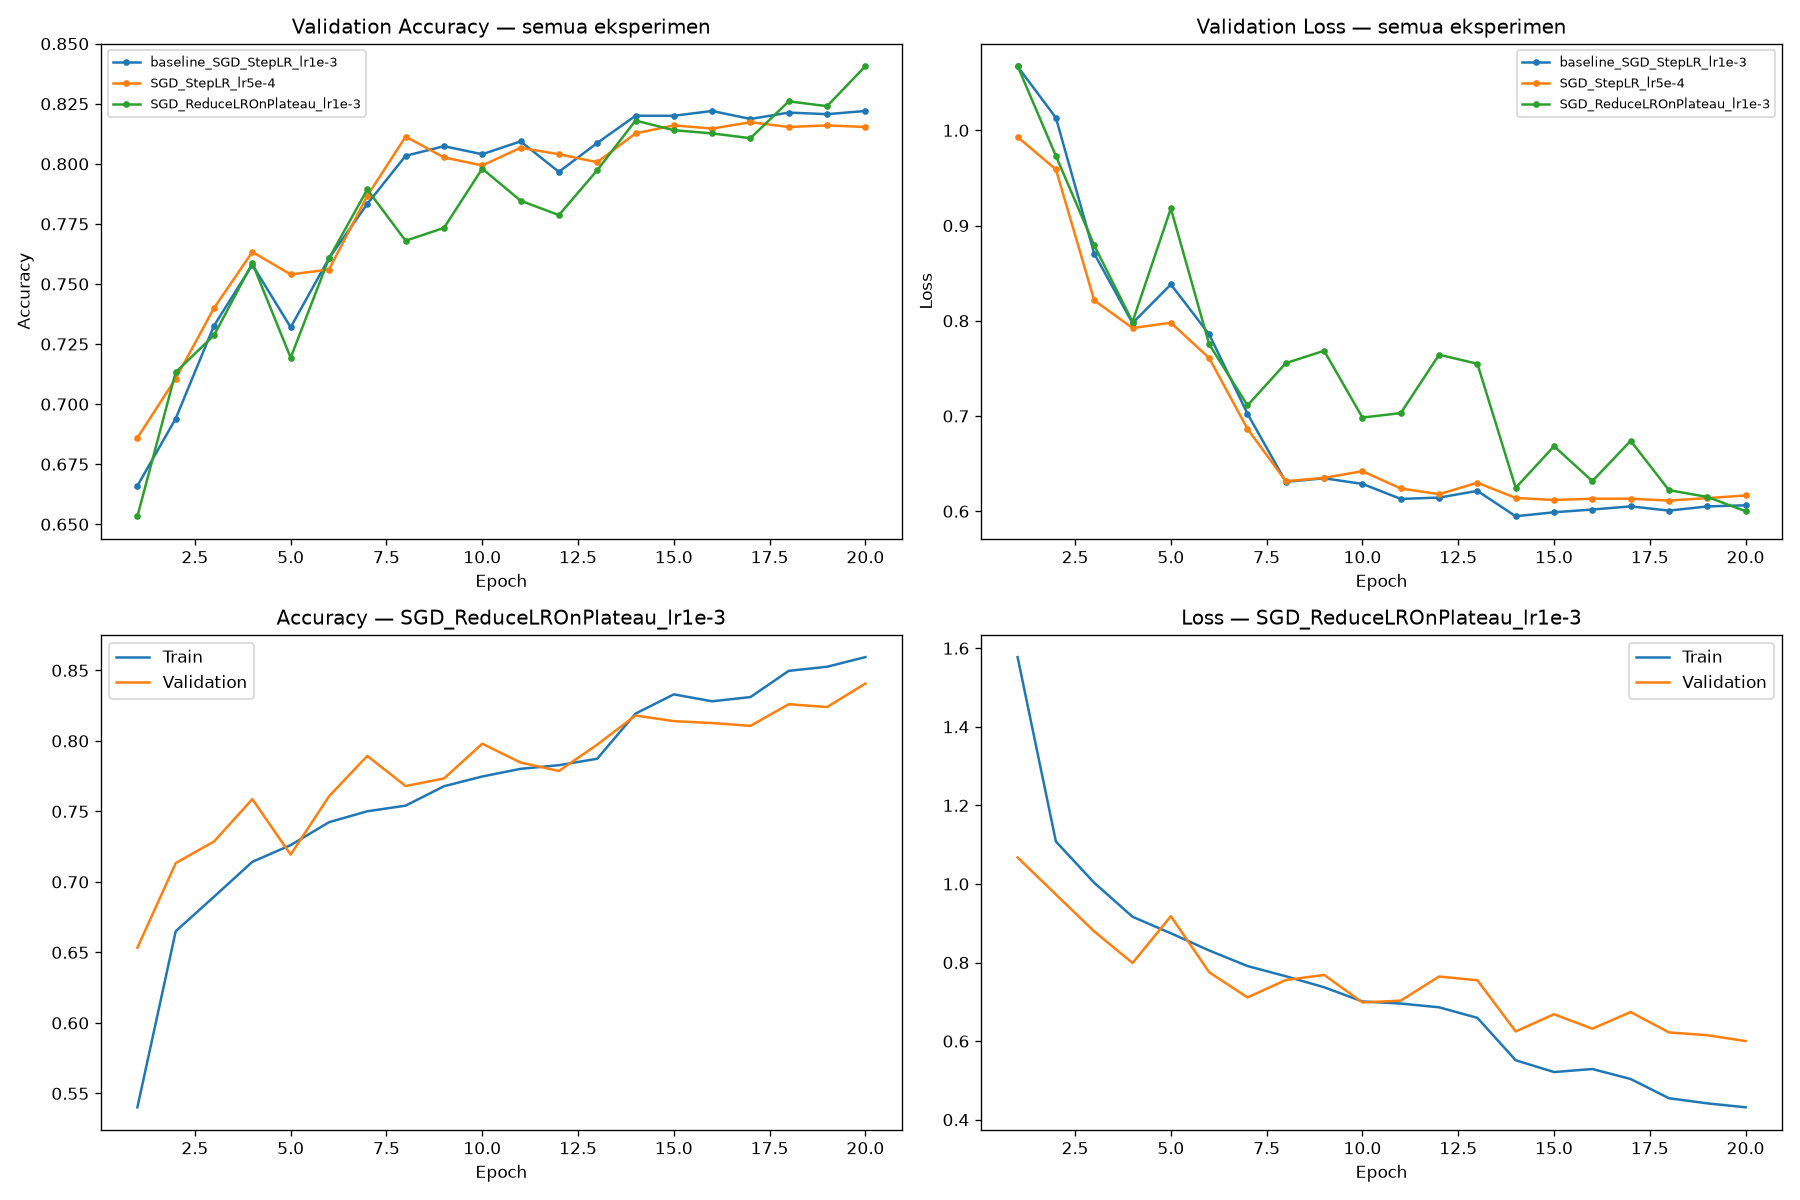 Validation Accuracy — semua eksperimen
baseline_SGD_StepLR_lr1e-3
SGD_StepLR_lr5e-4
SGD_ReduceLROnPlateau_lr1e-3
0.850
0.825
0.800
0.775
0.750
0.725
0.700
0.675
0.650
Accuracy
2.5 5.0 7.5 10.0 12.5 15.0 17.5 20.0
Epoch
Validation Loss — semua eksperimen
baseline_SGD_StepLR_lr1e-3
SGD_StepLR_lr5e-4
SGD_ReduceLROnPlateau_lr1e-3
1.0
0.9
0.8
0.7
0.6
Loss
2.5 5.0 7.5 10.0 12.5 15.0 17.5 20.0
Epoch
Accuracy — SGD_ReduceLROnPlateau_lr1e-3
Train
Validation
0.85
0.80
0.75
0.70
0.65
0.60
0.55
2.5 5.0 7.5 10.0 12.5 15.0 17.5 20.0
Epoch
Loss — SGD_ReduceLROnPlateau_lr1e-3
Train
Validation
1.6
1.4
1.2
1.0
0.8
0.6
0.4
2.5 5.0 7.5 10.0 12.5 15.0 17.5 20.0
Epoch